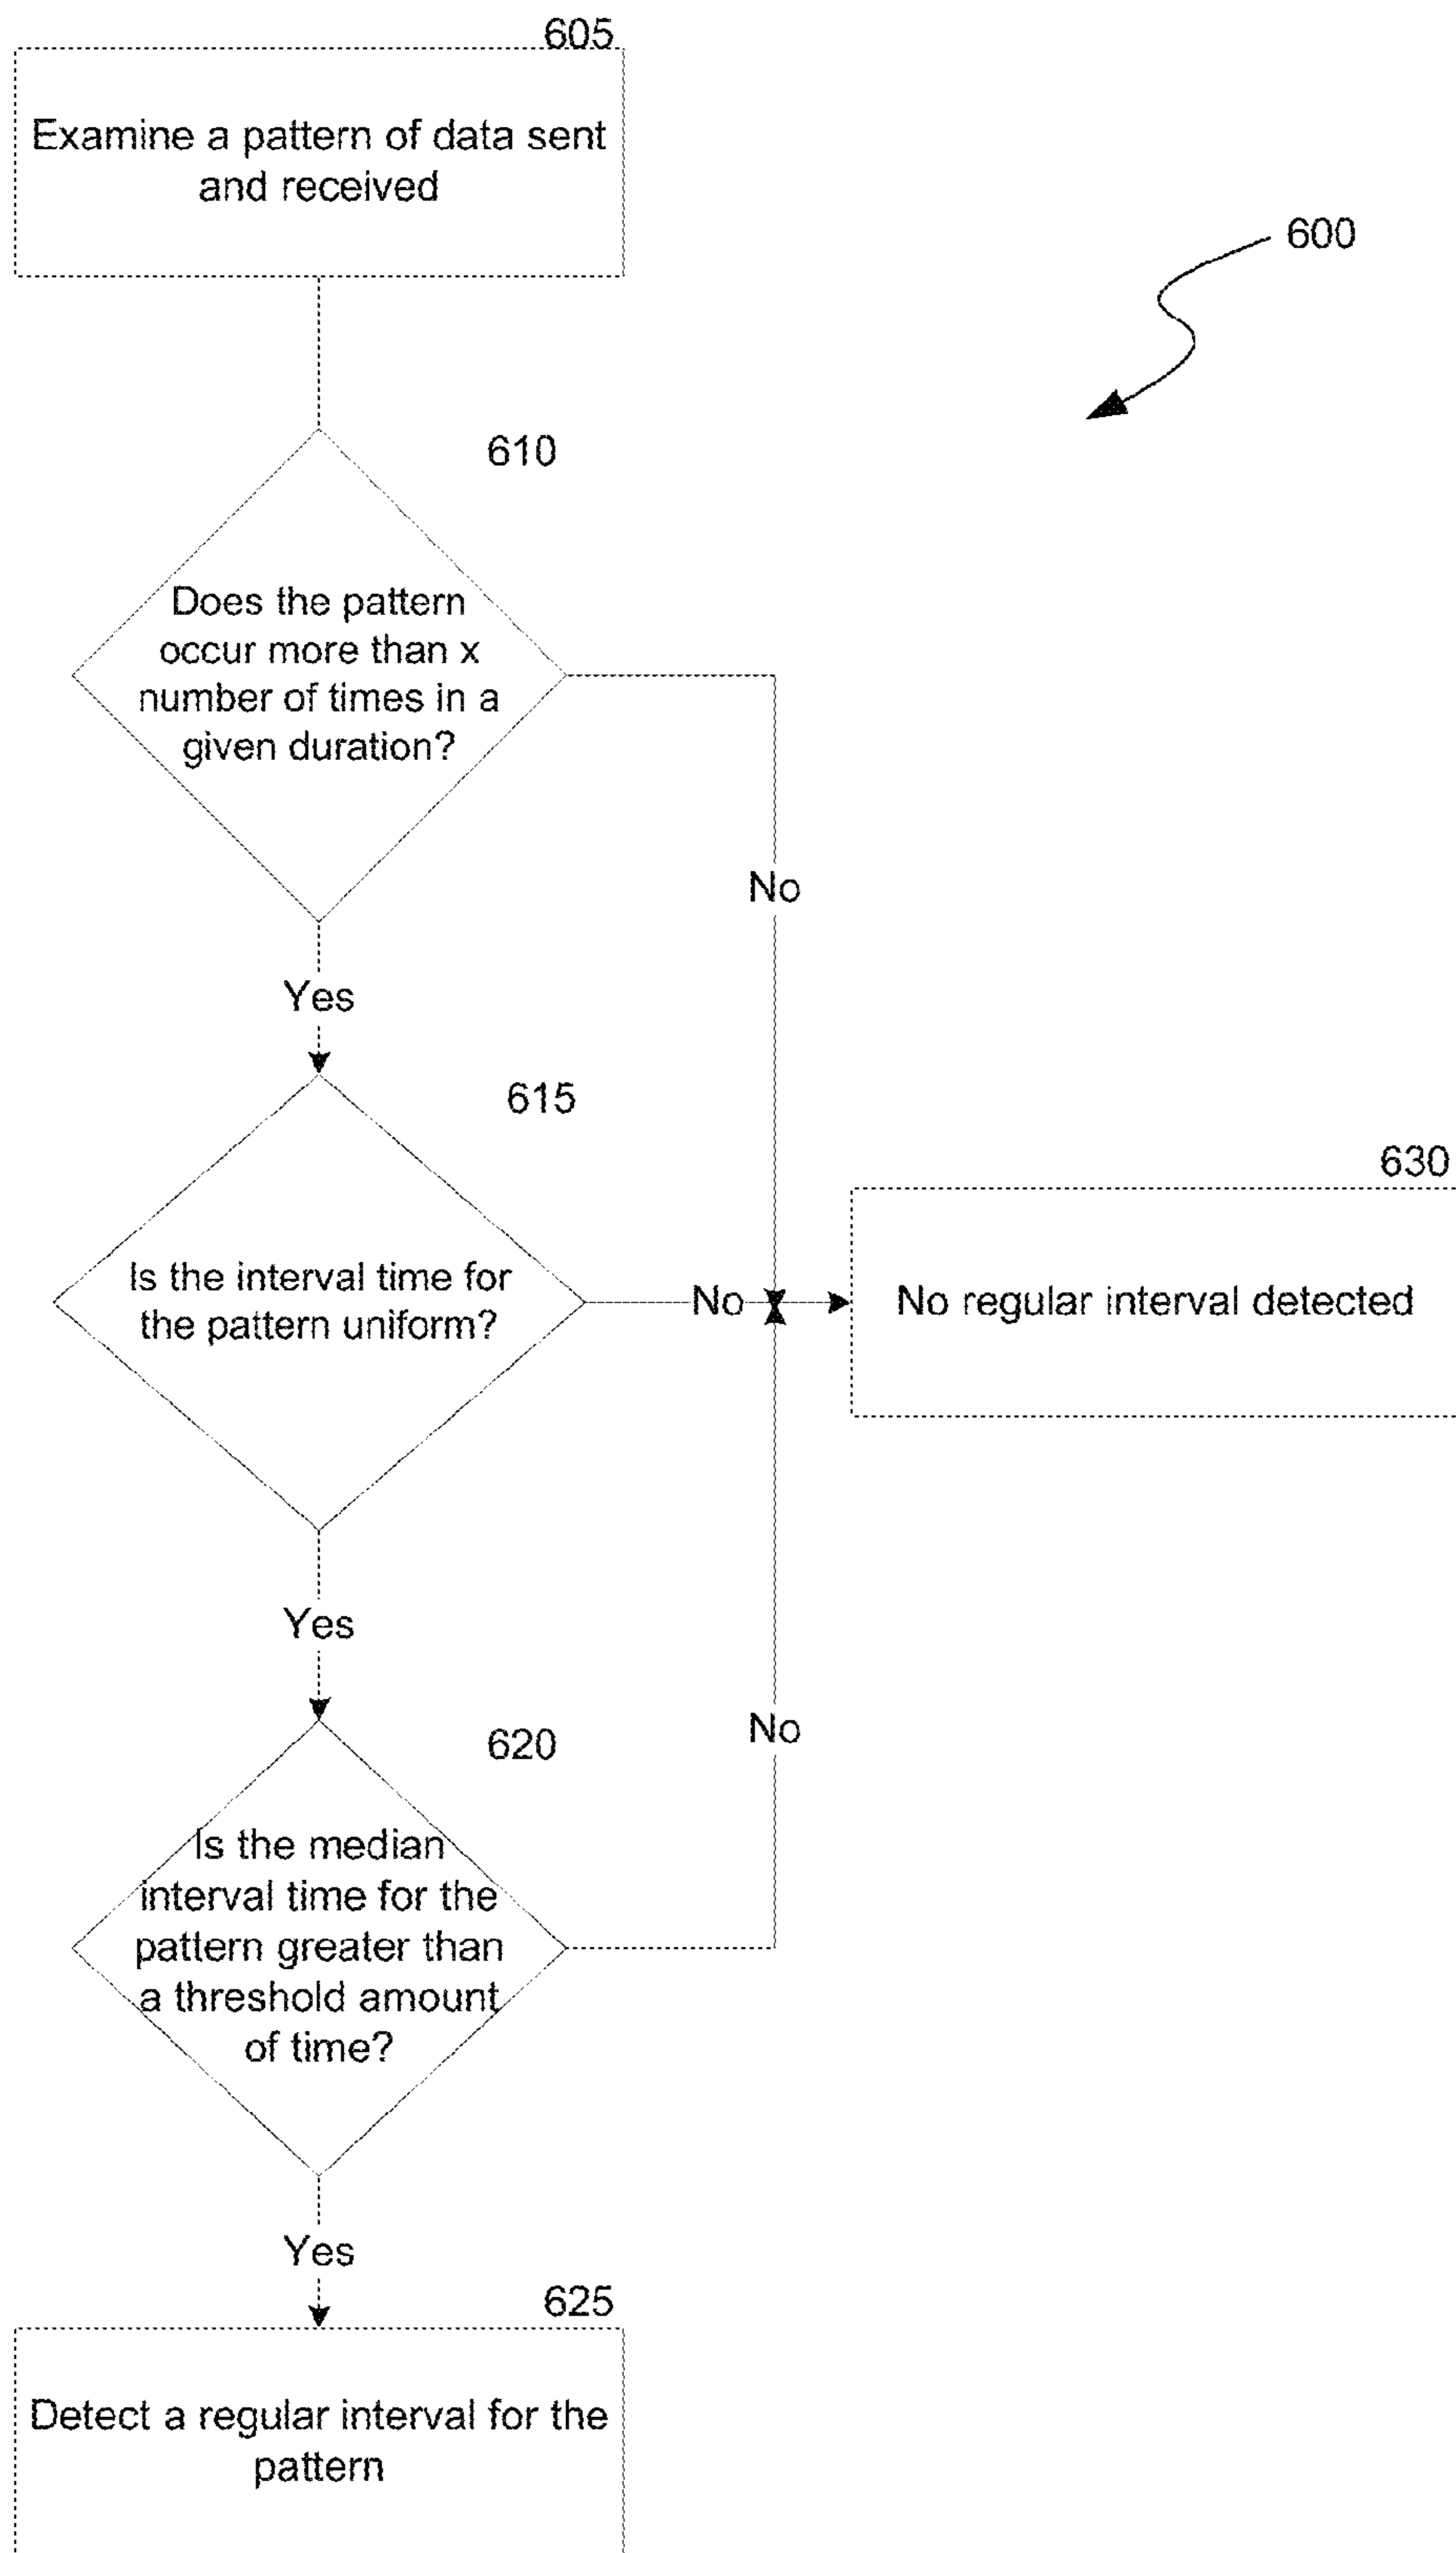 605
Examine a pattern of data sent
and received
600
610
Does the pattern
occur more than x
number of times in a
given duration?
No
Yes
615
Is the interval time for
the pattern uniform?
No
630
No regular interval detected
Yes
620
No
Is the median
interval time for the
pattern greater than
a threshold amount
of time?
Yes
625
Detect a regular interval for the
pattern